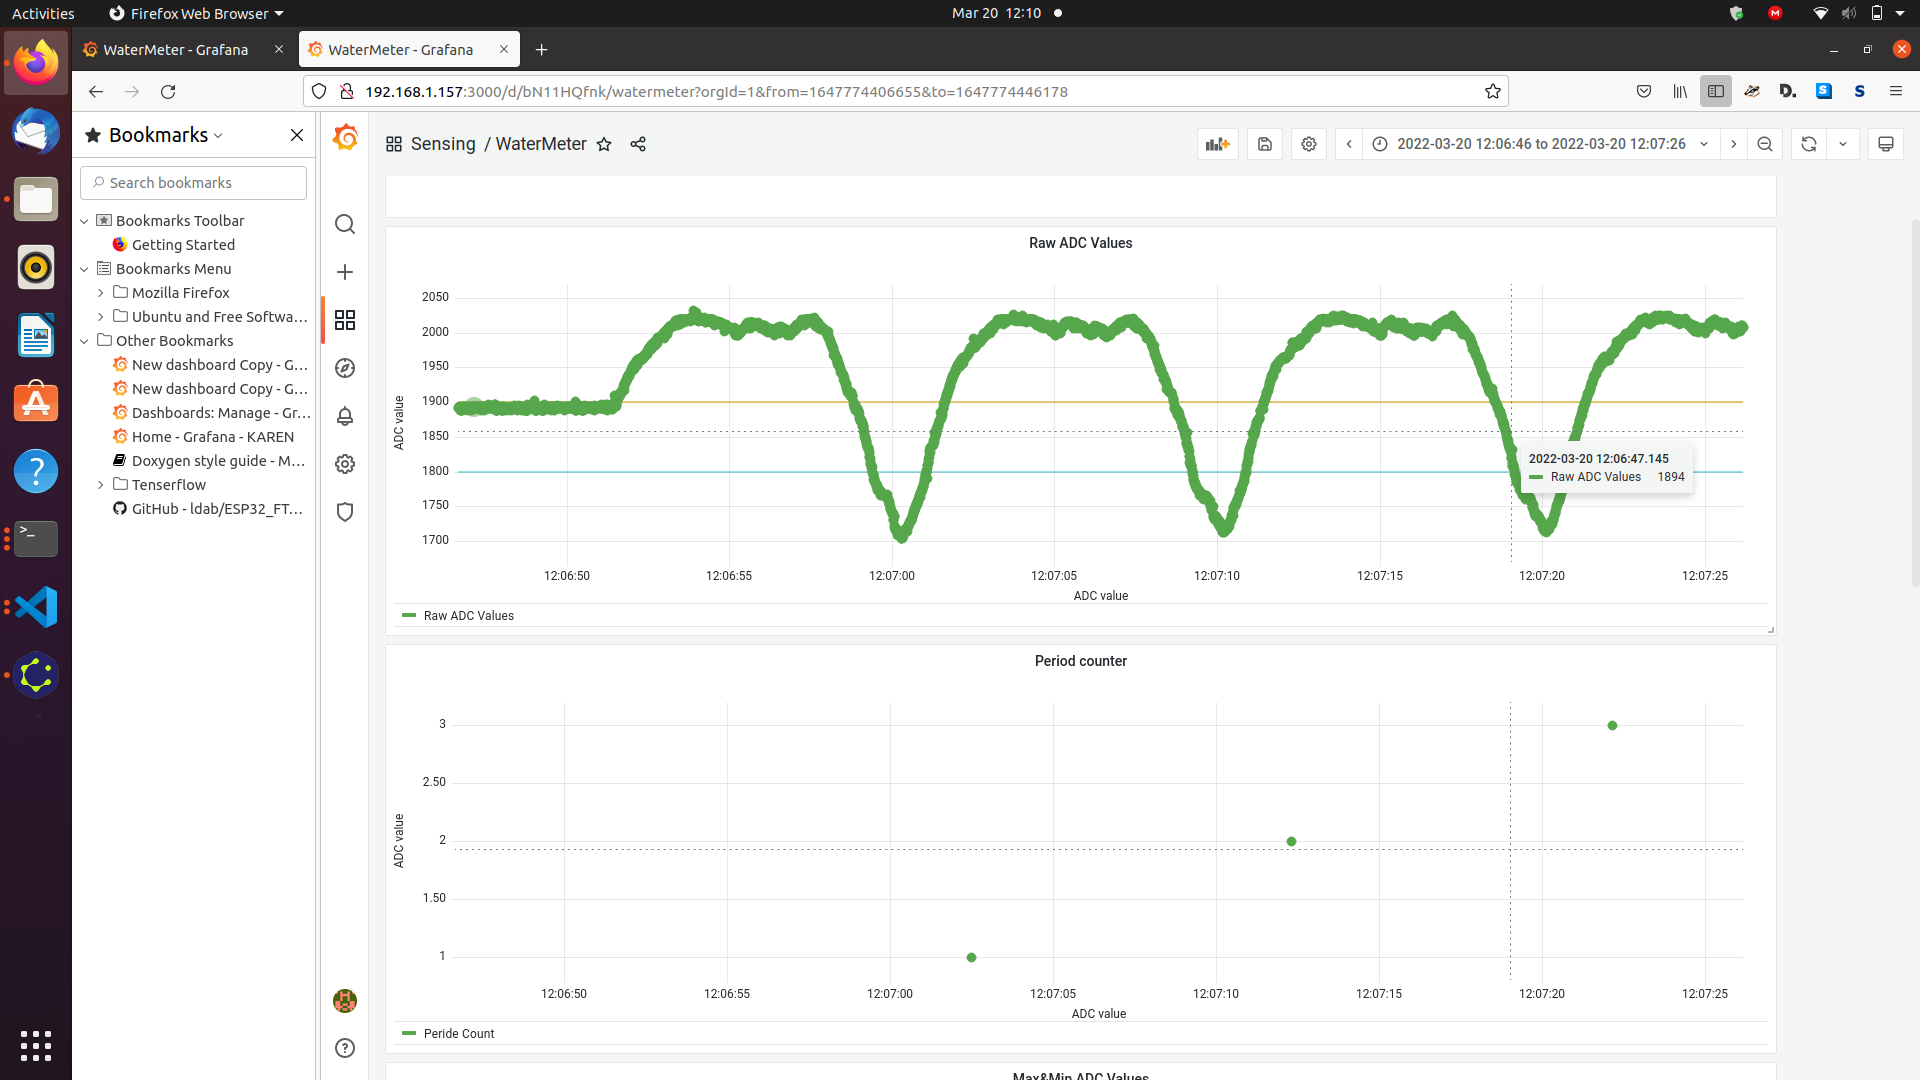 Activities
Firefox Web Browser
Mar 20 12:10
WaterMeter - Grafana
WaterMeter - Grafana
192.168.1.157:3000/d/bN11HQfnk/watermeter?orgId=1&from=1647774406655&to=1647774446178
Bookmarks
Search bookmarks
Bookmarks Toolbar
Getting Started
Bookmarks Menu
Mozilla Firefox
Ubuntu and Free Softwa...
Other Bookmarks
New dashboard Copy - G...
New dashboard Copy - G...
Dashboards: Manage - Gr...
Home - Grafana - KAREN
Doxygen style guide - M...
Tenserflow
GitHub - ldab/ESP32_FT...
Sensing / WaterMeter
2022-03-20 12:06:46 to 2022-03-20 12:07:26
Raw ADC Values
ADC value
2050
2000
1950
1900
1850
1800
1750
1700
2022-03-20 12:06:47.145
Raw ADC Values 1894
12:06:50 12:06:55 12:07:00 12:07:05 12:07:10 12:07:15 12:07:20 12:07:25
ADC value
Raw ADC Values
Period counter
ADC value
3
2.50
2
1.50
1
12:06:50 12:06:55 12:07:00 12:07:05 12:07:10 12:07:15 12:07:20 12:07:25
ADC value
Peride Count
Max&Min ADC Values